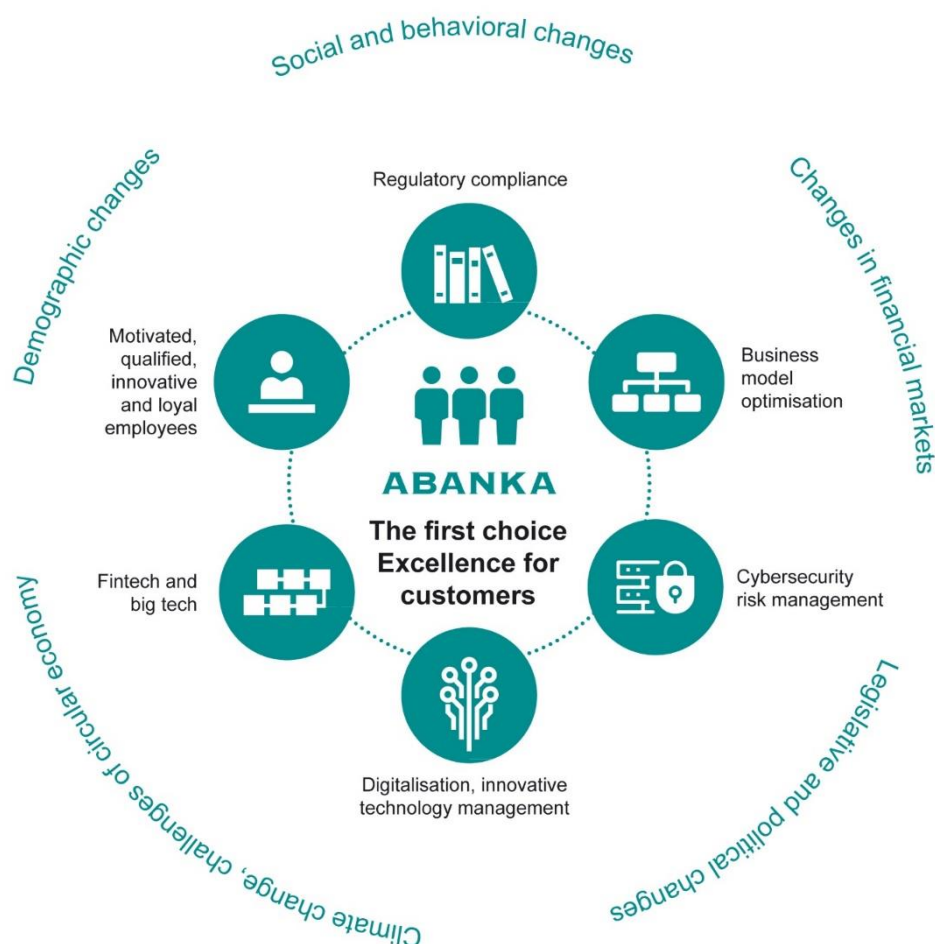 Social and behavioral changes
Demographic changes
Changes in financial markets
Regulatory compliance
Motivated,
qualified,
innovative
and loyal
employees
Business
model
optimisation
ABANKA
The first choice
Excellence for
customers
Fintech and
big tech
Cybersecurity
risk management
Digitalisation, innovative
technology management
Climate change, challenges of circular economy
Legislative and political changes